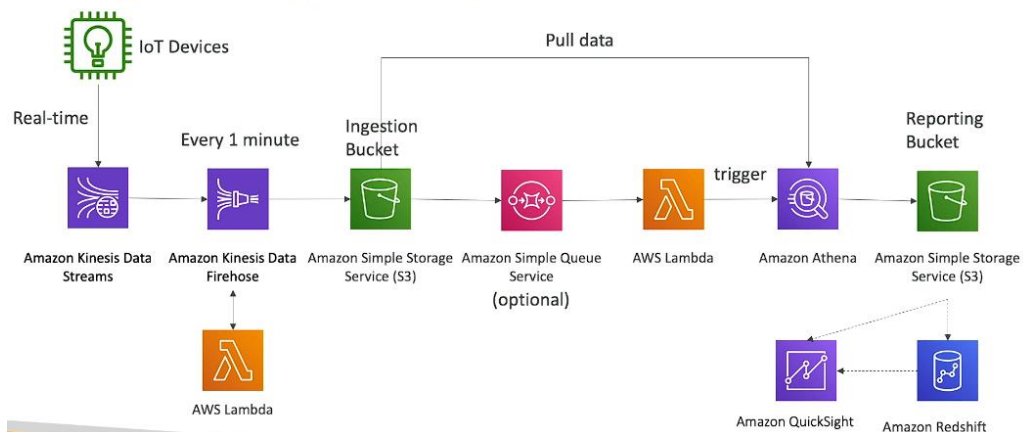 IoT Devices
Pull data
Real-time
Every 1 minute
Ingestion
Bucket
Reporting
Bucket
trigger
Amazon Kinesis Data
Streams
Amazon Kinesis Data
Firehose
Amazon Simple Storage
Service (S3)
Amazon Simple Queue
Service
(optional)
AWS Lambda
Amazon Athena
Amazon Simple Storage
Service (S3)
AWS Lambda
Amazon QuickSight
Amazon Redshift